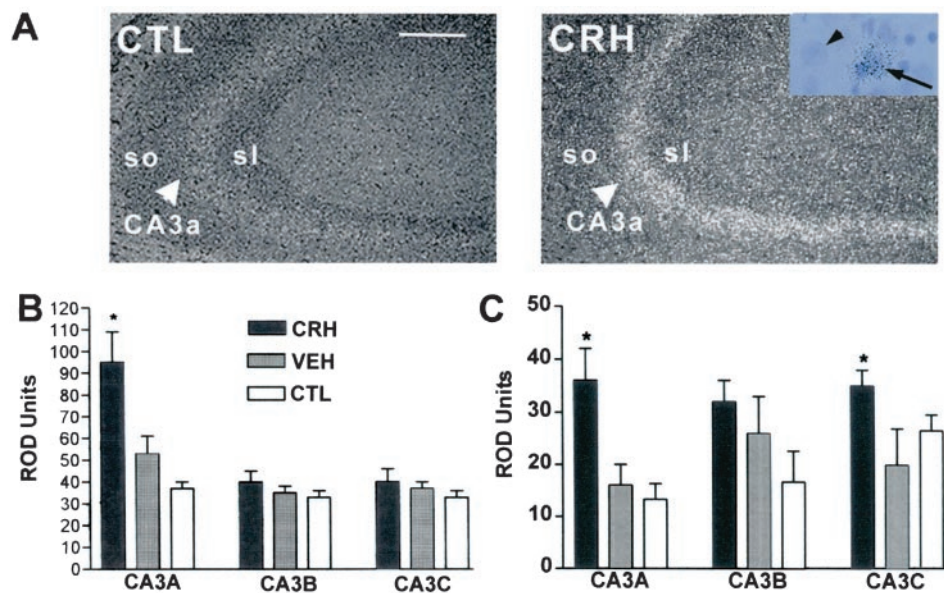 A
CTL
so
sl
CA3a
CRH
so
sl
CA3a
B
120
110
100
90
80
70
60
50
40
30
20
10
0
ROD Units
*
CRH
VEH
CTL
CA3A
CA3B
CA3C
C
50
40
30
20
10
0
ROD Units
*
*
CA3A
CA3B
CA3C